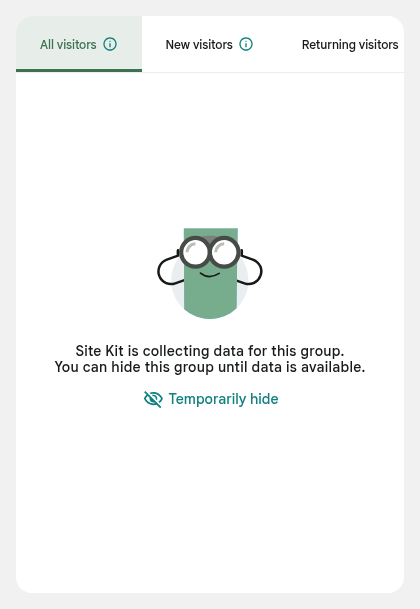 All visitors
New visitors
Returning visitors
Site Kit is collecting data for this group.
You can hide this group until data is available.
Temporarily hide